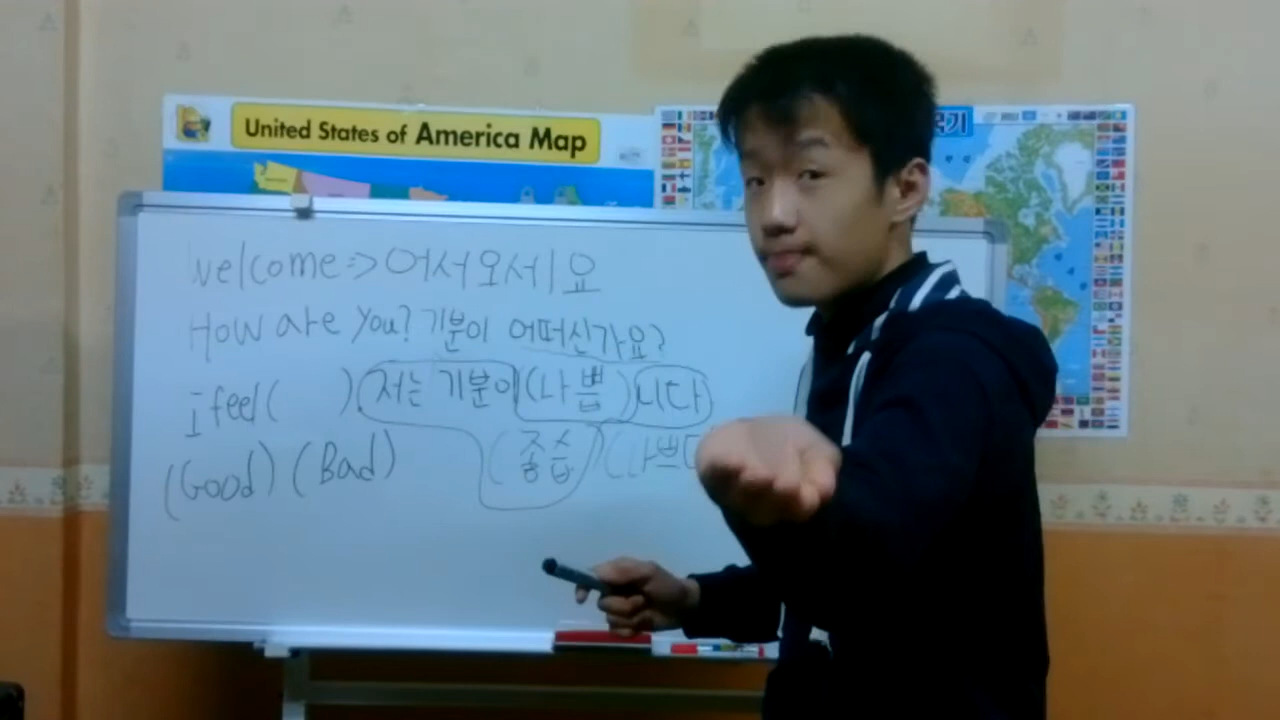 United States of America Map
국기
Welcome => 어서오세요
How are you? 기분이 어떠신가요?
I feel ( ) 저는 기분이 (나쁩)니다
(Good) (Bad) (좋습) (나쁘다